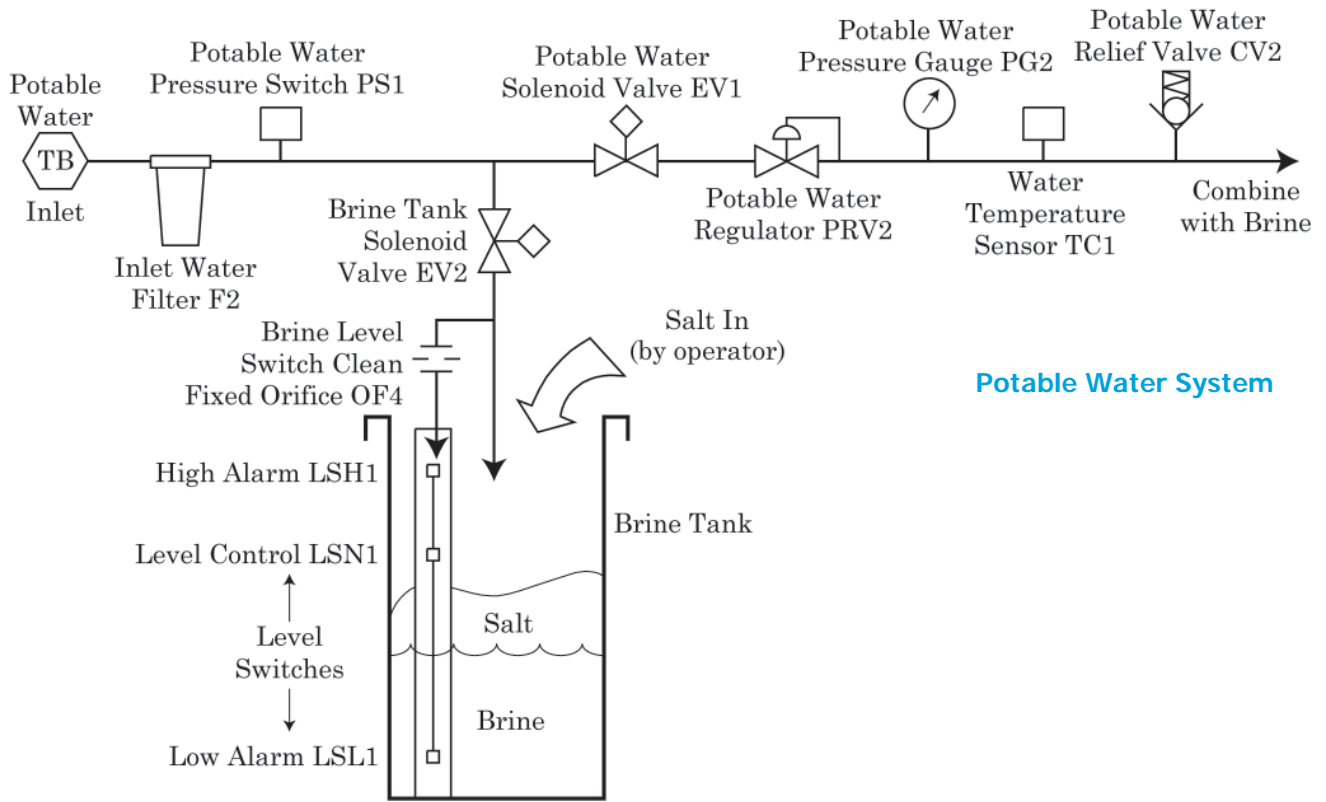 Potable
Water
TB
Inlet
Inlet Water
Filter F2
Potable Water
Pressure Switch PS1
Potable Water
Solenoid Valve EV1
Potable Water
Pressure Gauge PG2
Potable Water
Relief Valve CV2
Brine Tank
Solenoid
Valve EV2
Potable Water
Regulator PRV2
Water
Temperature
Sensor TC1
Combine
with Brine
Brine Level
Switch Clean
Fixed Orifice OF4
Salt In
(by operator)
Potable Water System
High Alarm LSH1
Level Control LSN1
Level
Switches
Low Alarm LSL1
Brine Tank
Salt
Brine